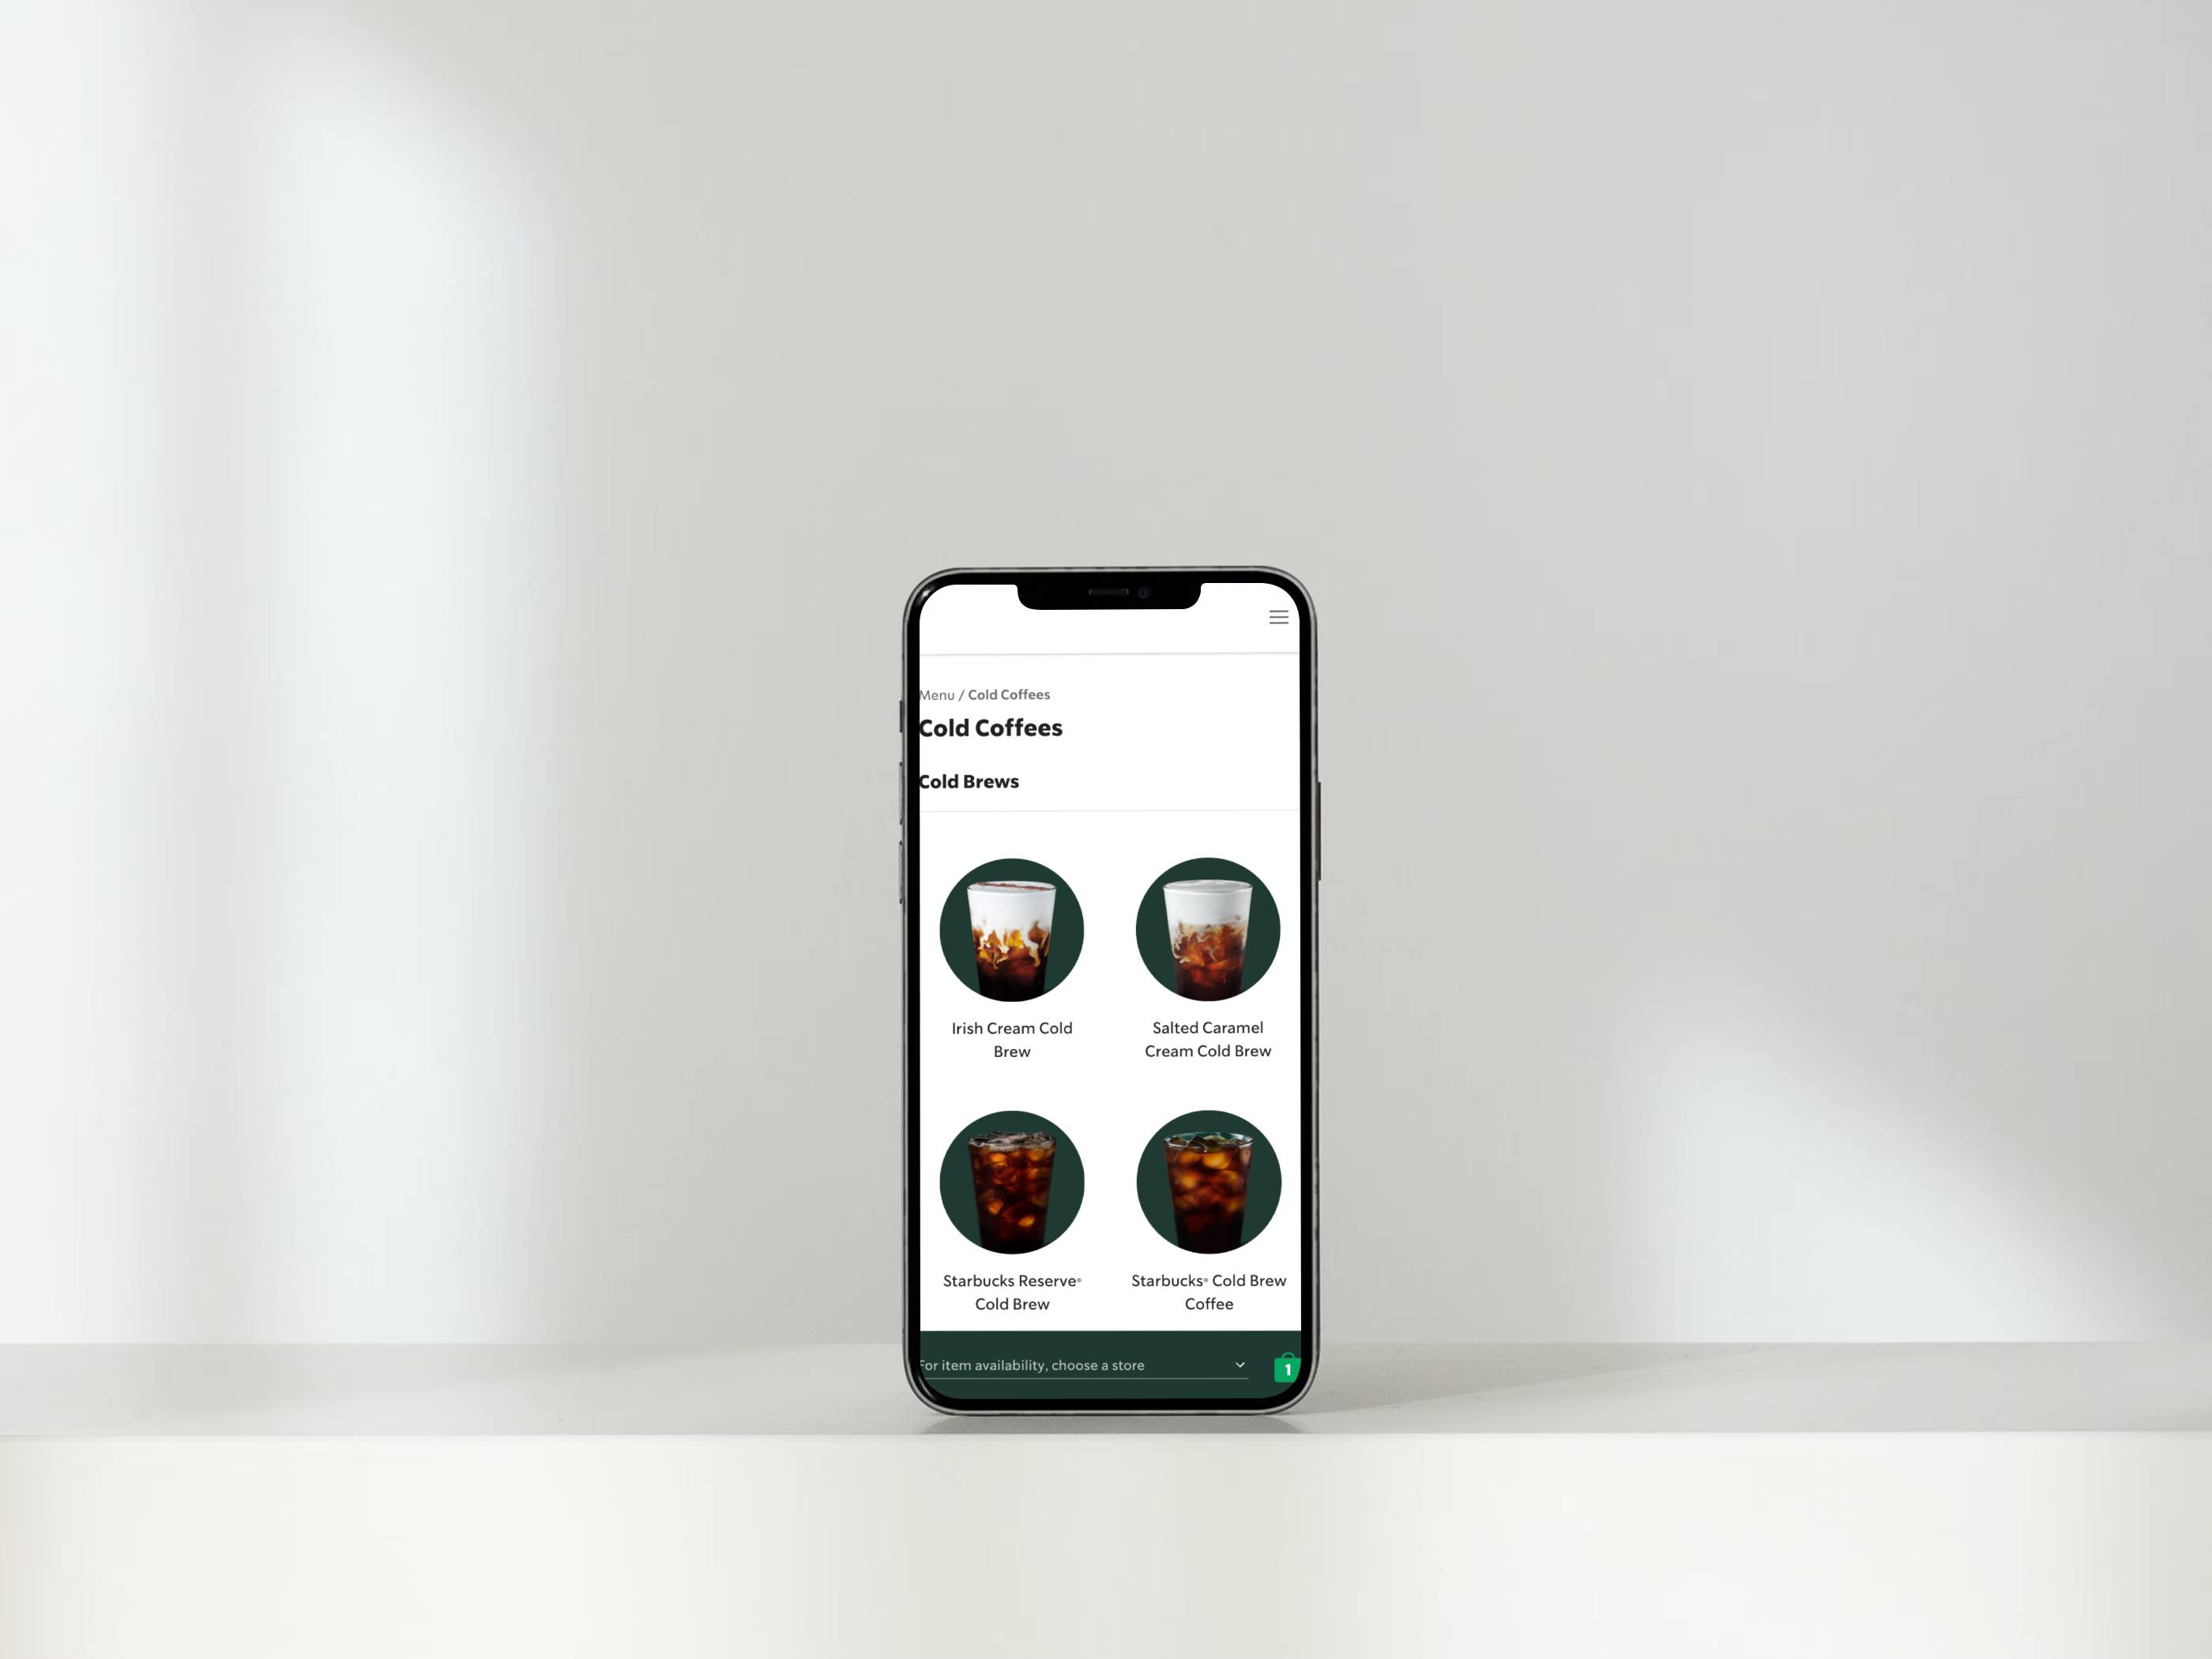 Menu / Cold Coffees
Cold Coffees
Cold Brews
Irish Cream Cold
Brew
Salted Caramel
Cream Cold Brew
Starbucks Reserve®
Cold Brew
Starbucks® Cold Brew
Coffee
For item availability, choose a store
1